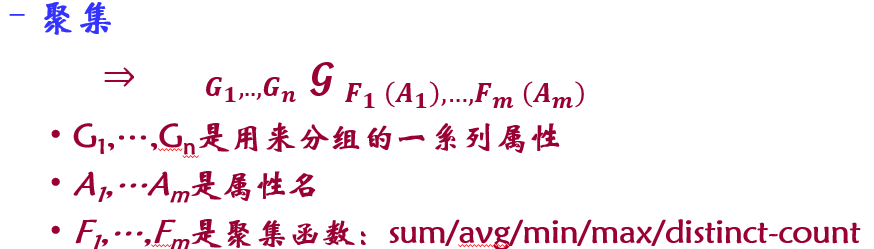 – 聚集
⇒ G₁,..,Gₙ 𝓖 F₁ (A₁),…,Fₘ (Aₘ)
• G₁,…,Gₙ是用来分组的一系列属性
• A₁,…Aₘ是属性名
• F₁,…,Fₘ是聚集函数：sum/avg/min/max/distinct-count